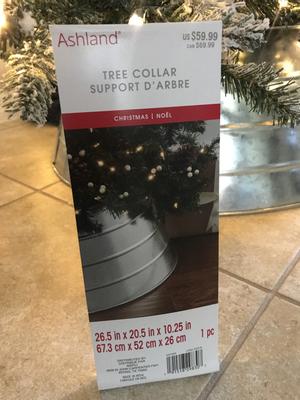 Ashland®
US $59.99
CAN $69.99
TREE COLLAR
SUPPORT D'ARBRE
CHRISTMAS | NOËL
26.5 in x 20.5 in x 10.25 in
67.3 cm x 52 cm x 26 cm
1 pc